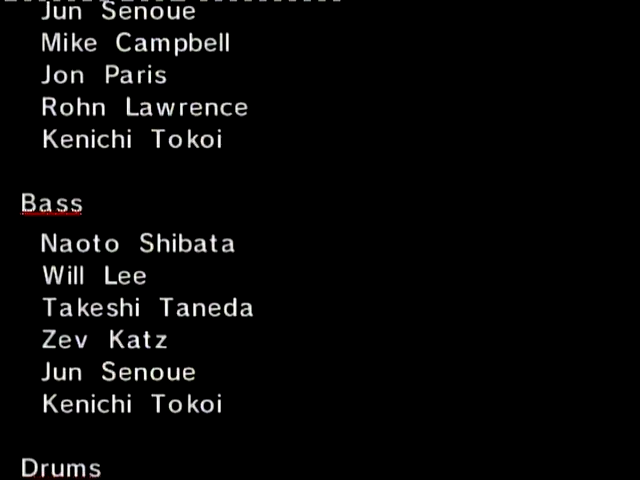 Jun Senoue
Mike Campbell
Jon Paris
Rohn Lawrence
Kenichi Tokoi
Bass
Naoto Shibata
Will Lee
Takeshi Taneda
Zev Katz
Jun Senoue
Kenichi Tokoi
Drums